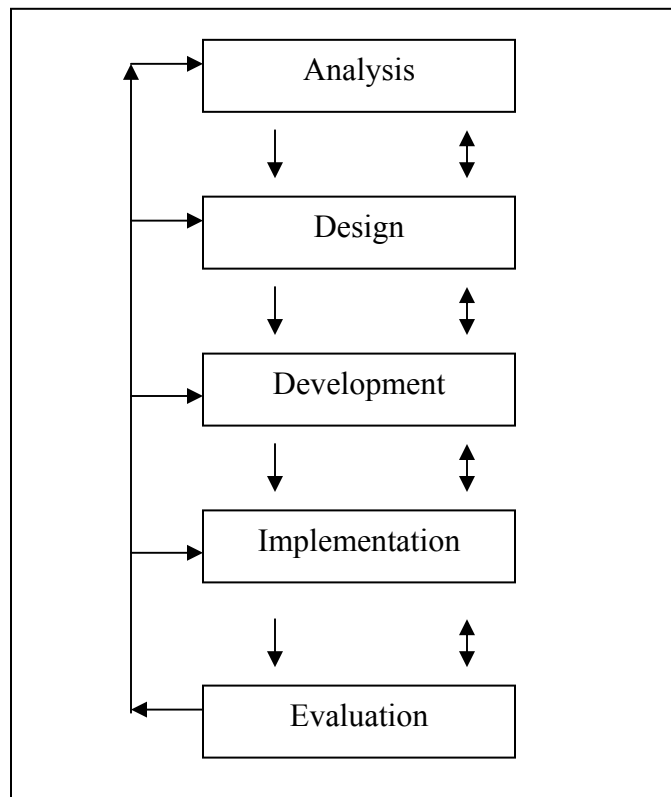 Analysis
Design
Development
Implementation
Evaluation